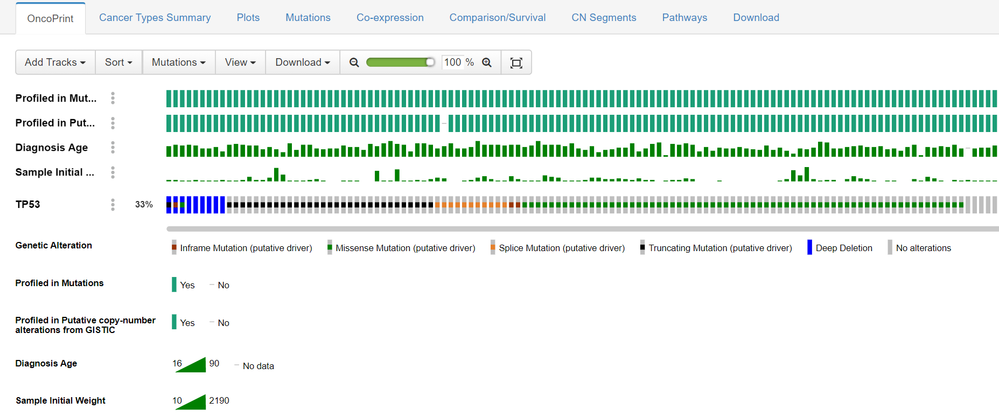 OncoPrint Cancer Types Summary Plots Mutations Co-expression Comparison/Survival CN Segments Pathways Download
Add Tracks Sort Mutations View Download 100 %
Profiled in Mut...
Profiled in Put...
Diagnosis Age
Sample Initial ...
TP53 33%
Genetic Alteration Inframe Mutation (putative driver) Missense Mutation (putative driver) Splice Mutation (putative driver) Truncating Mutation (putative driver) Deep Deletion No alterations
Profiled in Mutations Yes No
Profiled in Putative copy-number
alterations from GISTIC Yes No
Diagnosis Age 16 90 No data
Sample Initial Weight 10 2190